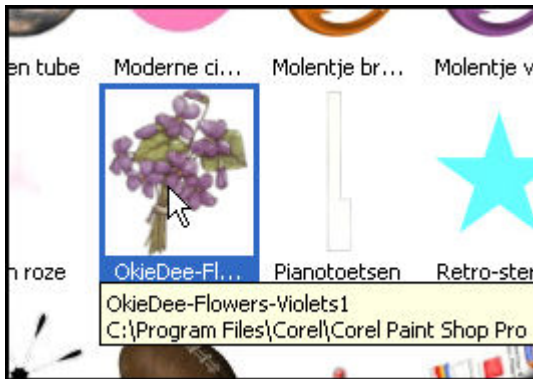 en tube Moderne ci... Molentje br... Molentje v
n roze OkieDee-Fl... Pianotoetsen Retro-ster
OkieDee-Flowers-Violets1
C:\Program Files\Corel\Corel Paint Shop Pro